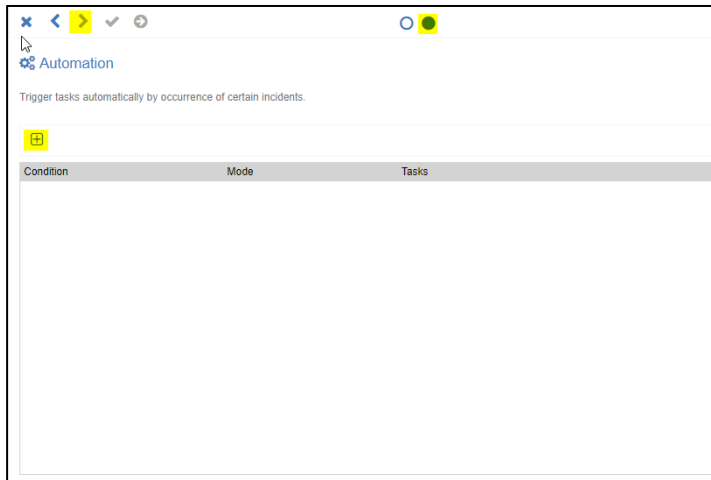 Automation
Trigger tasks automatically by occurrence of certain incidents.
Condition Mode Tasks